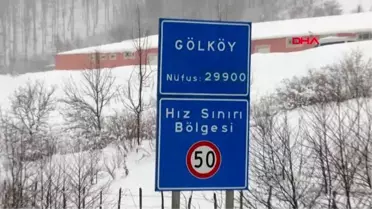 DHA
GÖLKÖY
Nüfus: 29900
Hız Sınırı
Bölgesi
50